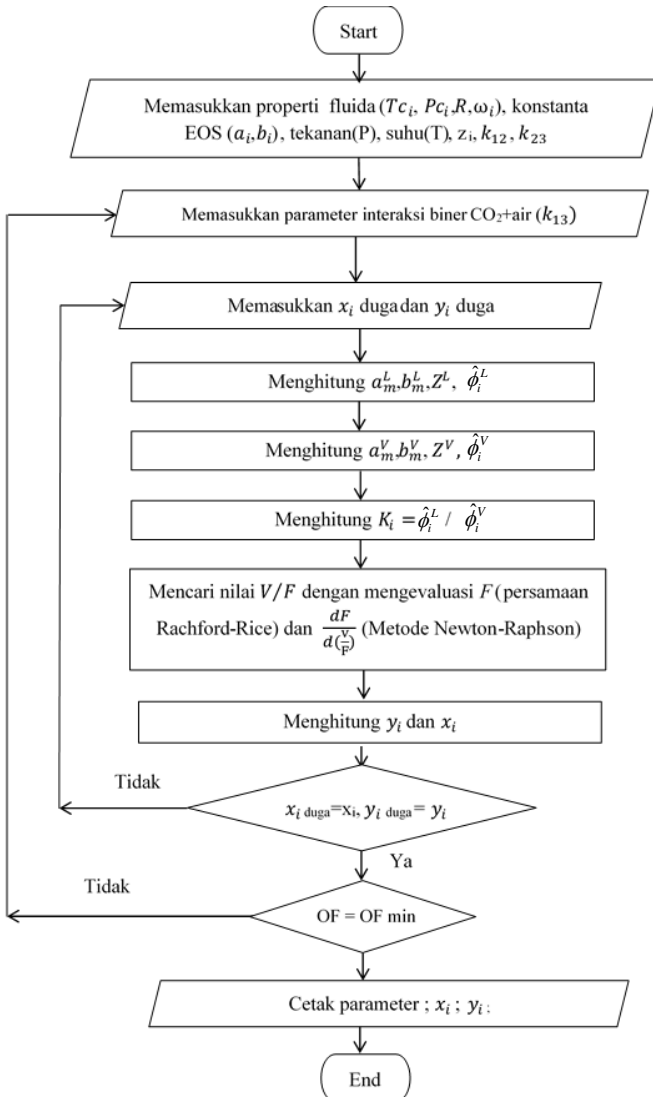 Start
Memasukkan properti fluida (Tc_i, Pc_i,R,ω_i), konstanta
EOS (a_i,b_i), tekanan(P), suhu(T), z_i, k_12, k_23
Memasukkan parameter interaksi biner CO₂+air (k_13)
Memasukkan x_i duga dan y_i duga
Menghitung a_m^L,b_m^L,Z^L, ϕ̂_i^L
Menghitung a_m^V,b_m^V, Z^V, ϕ̂_i^V
Menghitung K_i = ϕ̂_i^L / ϕ̂_i^V
Mencari nilai V/F dengan mengevaluasi F (persamaan
Rachford-Rice) dan dF/d(V/F) (Metode Newton-Raphson)
Menghitung y_i dan x_i
Tidak
x_i duga=x_i, y_i duga= y_i
Ya
Tidak
OF = OF min
Cetak parameter ; x_i ; y_i ;
End